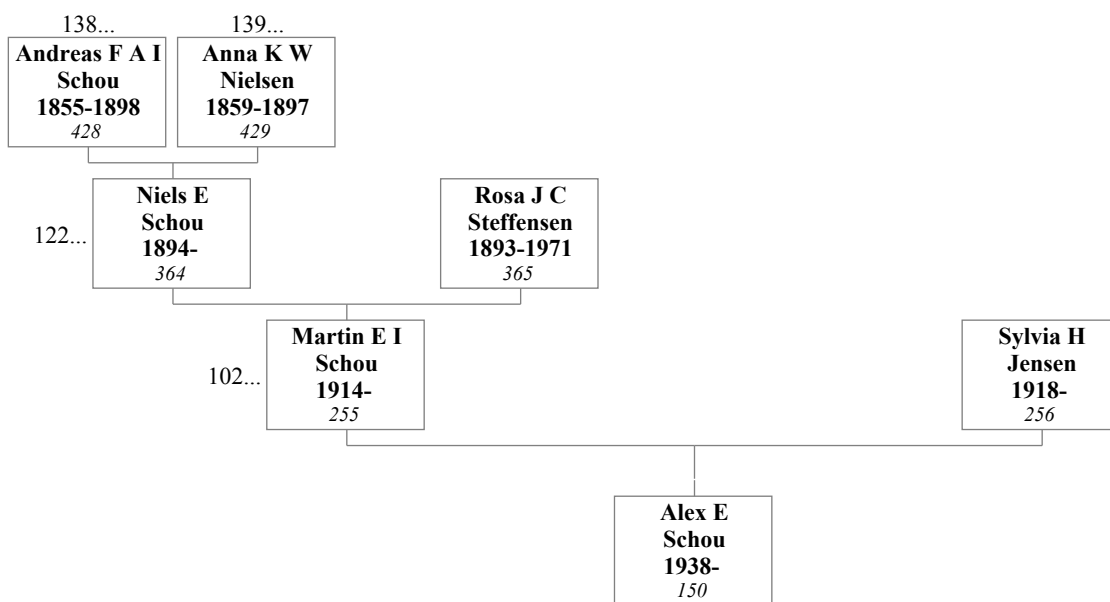 138...
139...
Andreas F A I
Schou
1855-1898
428
Anna K W
Nielsen
1859-1897
429
122...
Niels E
Schou
1894-
364
Rosa J C
Steffensen
1893-1971
365
102...
Martin E I
Schou
1914-
255
Sylvia H
Jensen
1918-
256
Alex E
Schou
1938-
150